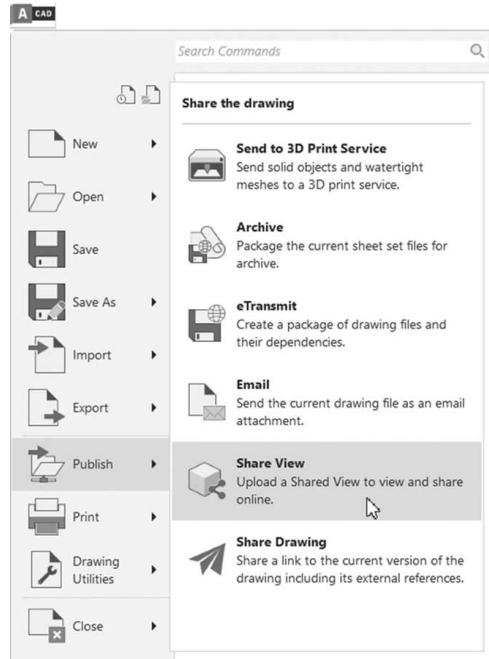 A CAD
Search Commands
New
Open
Save
Save As
Import
Export
Publish
Print
Drawing
Utilities
Close
Share the drawing
Send to 3D Print Service
Send solid objects and watertight
meshes to a 3D print service.
Archive
Package the current sheet set files for
archive.
eTransmit
Create a package of drawing files and
their dependencies.
Email
Send the current drawing file as an email
attachment.
Share View
Upload a Shared View to view and share
online.
Share Drawing
Share a link to the current version of the
drawing including its external references.